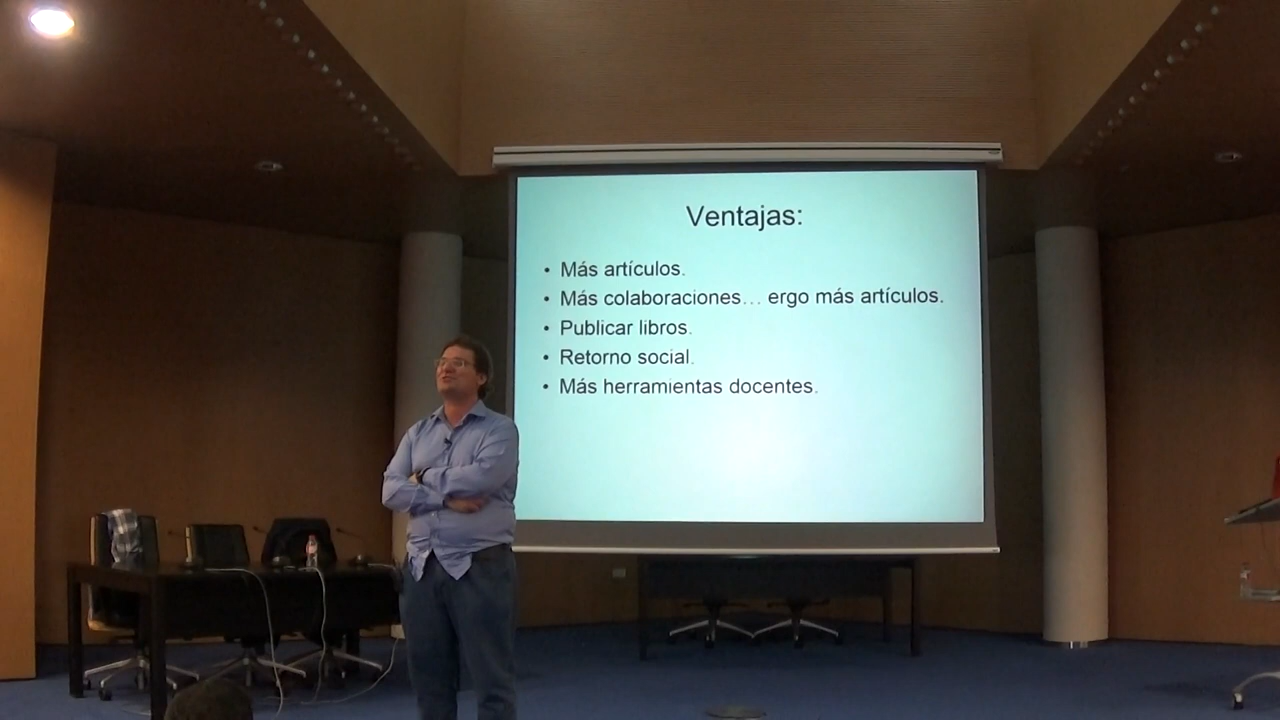 Ventajas:
• Más artículos.
• Más colaboraciones… ergo más artículos.
• Publicar libros.
• Retorno social.
• Más herramientas docentes.